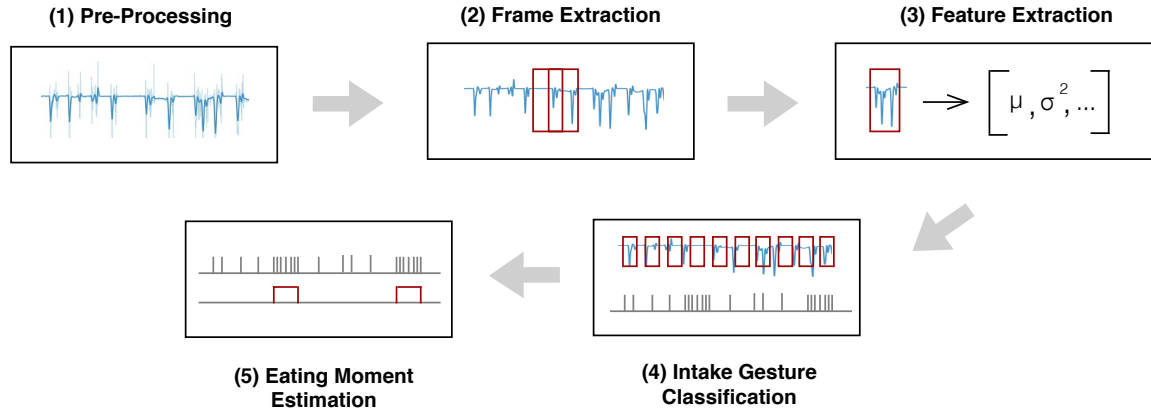 (1) Pre-Processing
(2) Frame Extraction
(3) Feature Extraction
[μ, σ², ...]
(4) Intake Gesture
Classification
(5) Eating Moment
Estimation